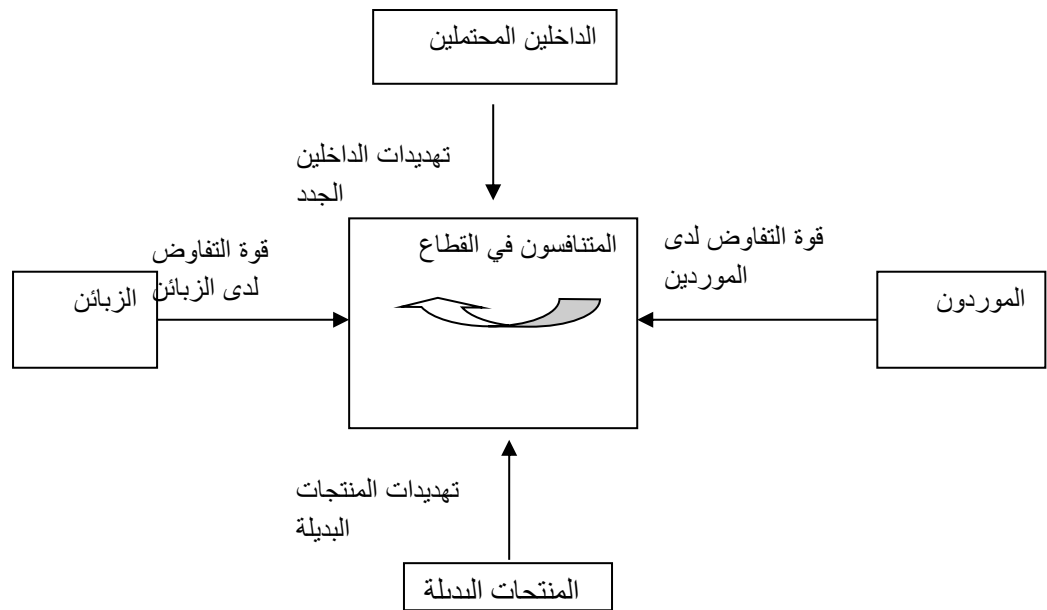 الداخلين المحتملين
تهديدات الداخلين
الجدد
المتنافسون في القطاع
قوة التفاوض لدى
الموردين
الموردون
قوة التفاوض
لدى الزبائن
الزبائن
تهديدات المنتجات
البديلة
المنتجات البديلة